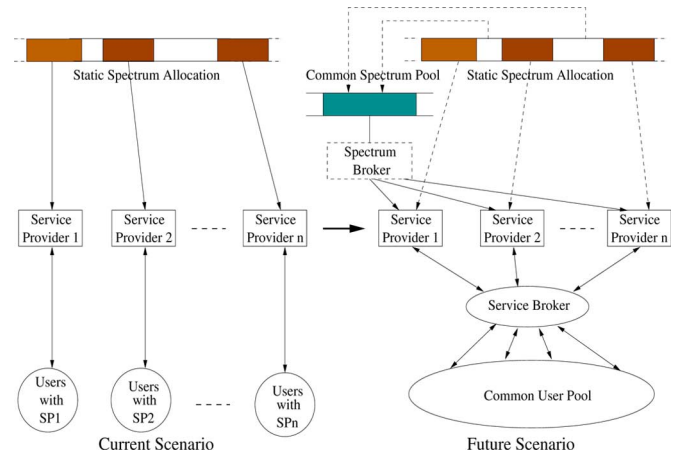 Static Spectrum Allocation
Service
Provider 1
Service
Provider 2
Service
Provider n
Users
with
SP1
Users
with
SP2
Users
with
SPn
Current Scenario
Common Spectrum Pool
Static Spectrum Allocation
Spectrum
Broker
Service
Provider 1
Service
Provider 2
Service
Provider n
Service Broker
Common User Pool
Future Scenario